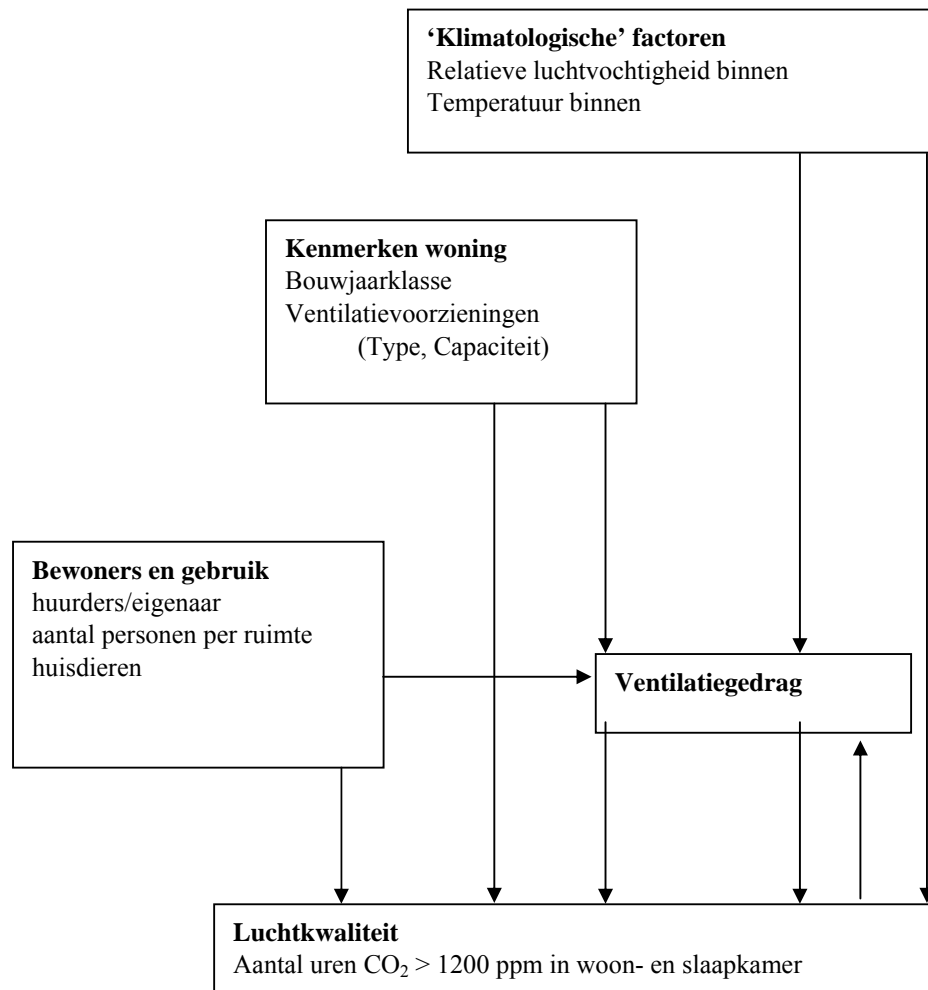 ‘Klimatologische’ factoren
Relatieve luchtvochtigheid binnen
Temperatuur binnen
Kenmerken woning
Bouwjaarklasse
Ventilatievoorzieningen
(Type, Capaciteit)
Bewoners en gebruik
huurders/eigenaar
aantal personen per ruimte
huisdieren
Ventilatiegedrag
Luchtkwaliteit
Aantal uren CO₂ > 1200 ppm in woon- en slaapkamer